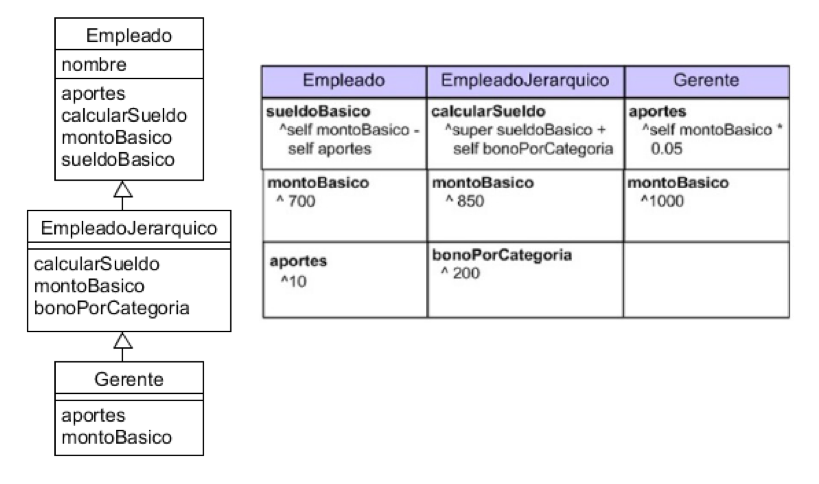 Empleado
nombre
aportes
calcularSueldo
montoBasico
sueldoBasico
EmpleadoJerarquico
calcularSueldo
montoBasico
bonoPorCategoria
Gerente
aportes
montoBasico
Empleado EmpleadoJerarquico Gerente
sueldoBasico
^self montoBasico -
self aportes
calcularSueldo
^super sueldoBasico +
self bonoPorCategoria
aportes
^self montoBasico *
0.05
montoBasico
^ 700
montoBasico
^ 850
montoBasico
^1000
aportes
^10
bonoPorCategoria
^ 200